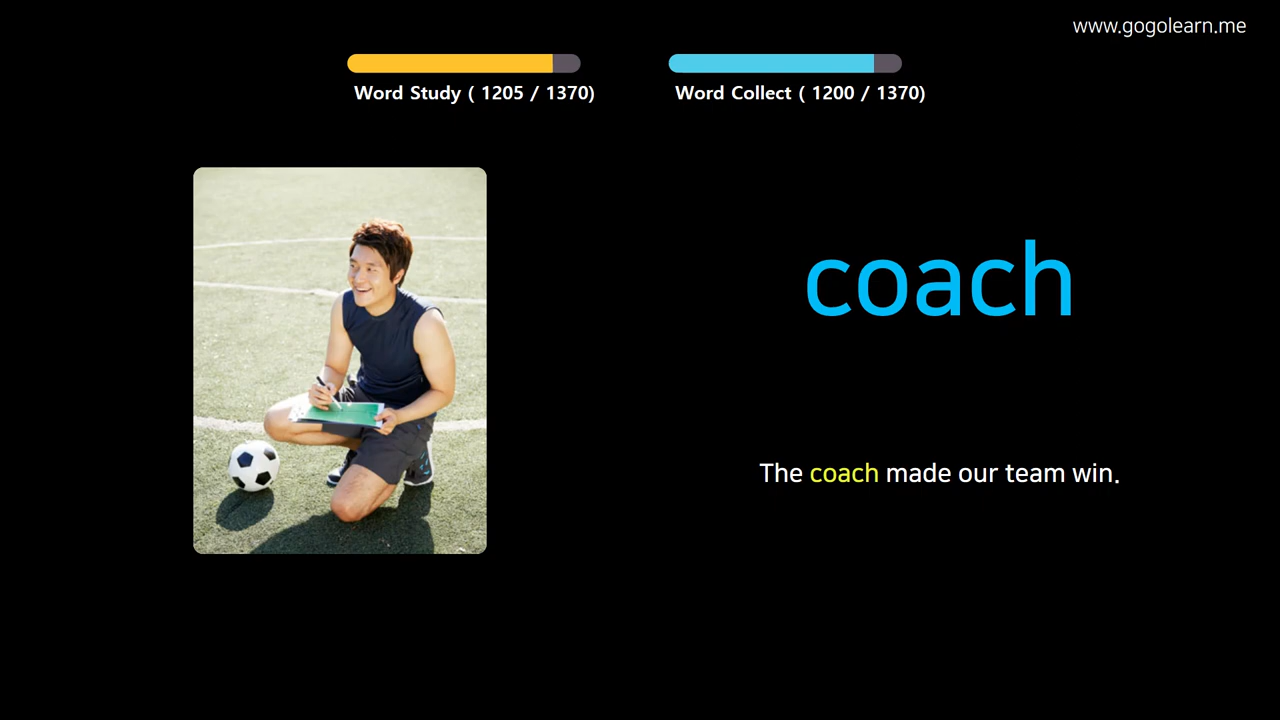 www.gogolearn.me
Word Study ( 1205 / 1370)
Word Collect ( 1200 / 1370)
coach
The coach made our team win.